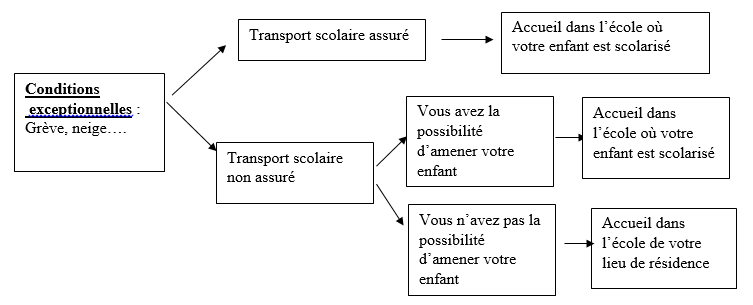 Conditions
exceptionnelles :
Grève, neige….
Transport scolaire assuré
Accueil dans l’école où
votre enfant est scolarisé
Transport scolaire
non assuré
Vous avez la
possibilité
d’amener votre
enfant
Accueil dans
l’école où votre
enfant est scolarisé
Vous n’avez pas la
possibilité
d’amener votre
enfant
Accueil dans
l’école de votre
lieu de résidence